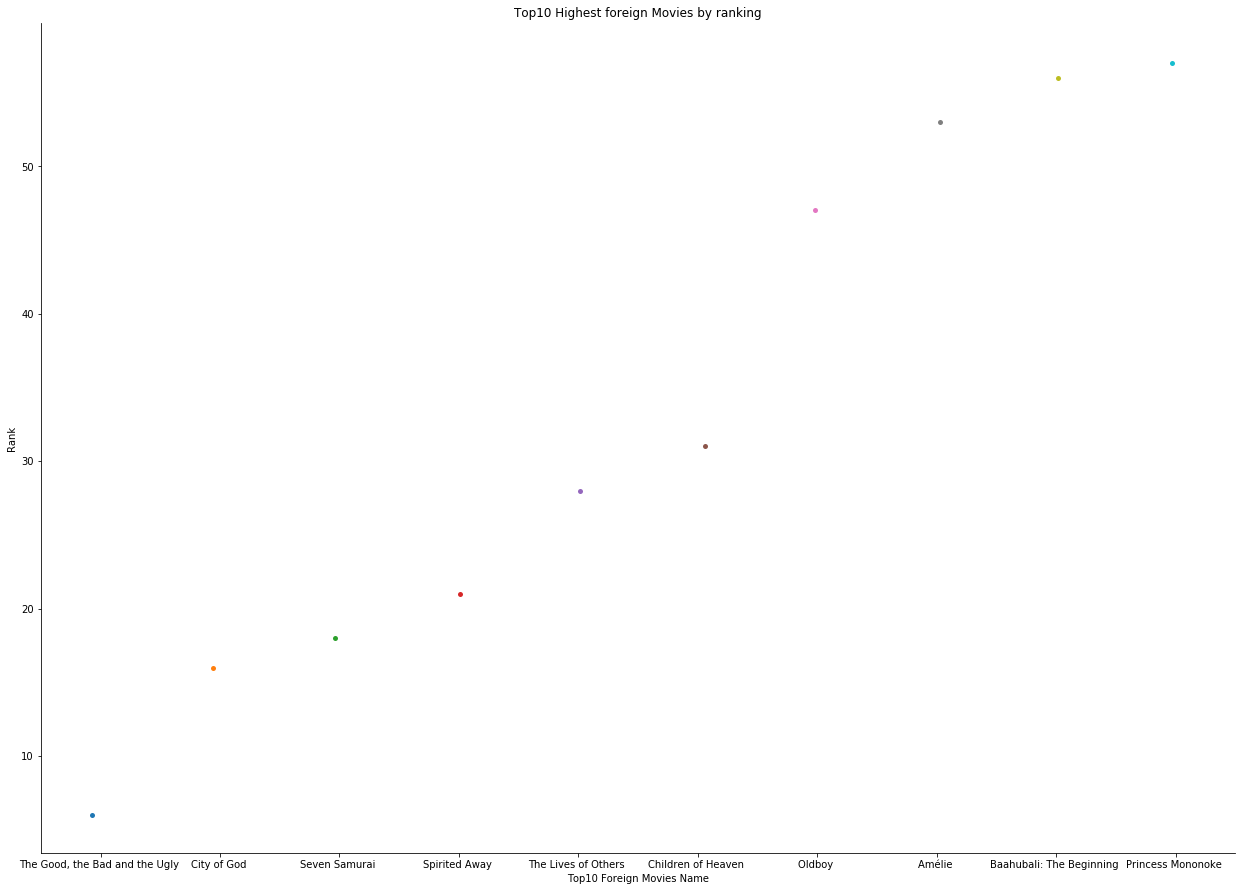 Top10 Highest foreign Movies by ranking
50
40
30
20
10
Rank
The Good, the Bad and the Ugly City of God Seven Samurai Spirited Away The Lives of Others Children of Heaven Oldboy Amélie Baahubali: The Beginning Princess Mononoke
Top10 Foreign Movies Name